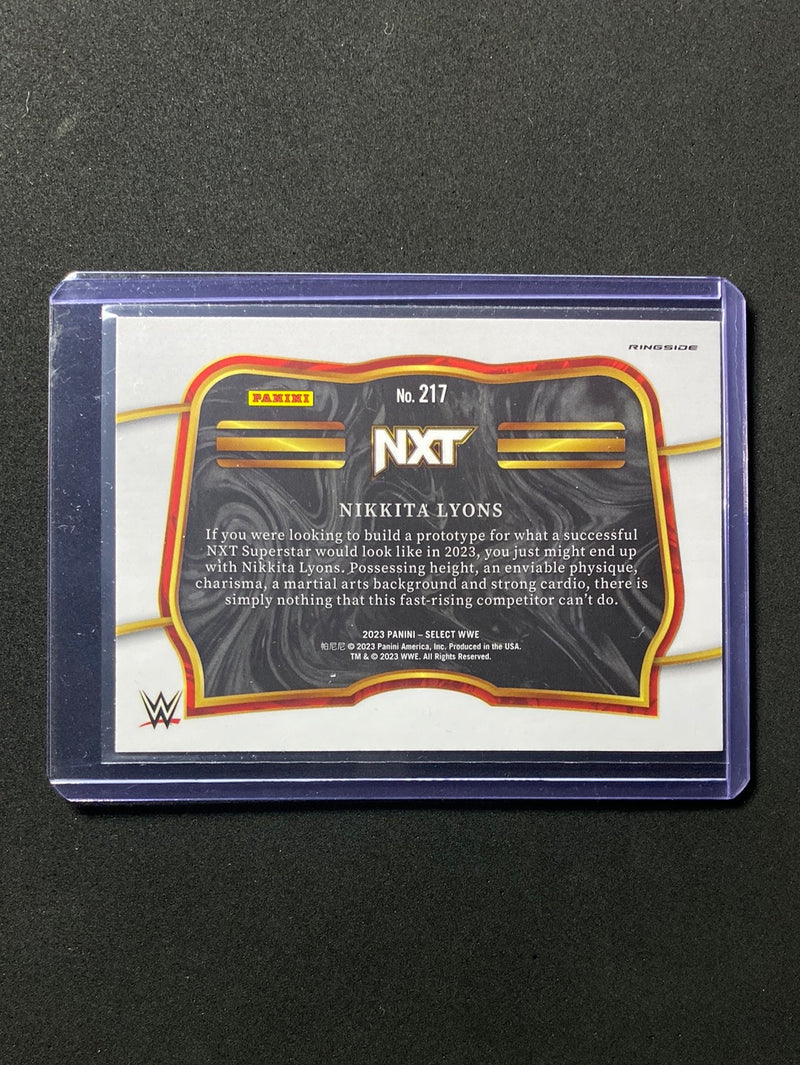 RINGSIDE
PANINI
No. 217
NXT
NIKKITA LYONS
If you were looking to build a prototype for what a successful
NXT Superstar would look like in 2023, you just might end up
with Nikkita Lyons. Possessing height, an enviable physique,
charisma, a martial arts background and strong cardio, there is
simply nothing that this fast-rising competitor can't do.
2023 PANINI – SELECT WWE
帕尼尼 © 2023 Panini America, Inc. Produced in the USA.
TM & © 2023 WWE. All Rights Reserved.
W